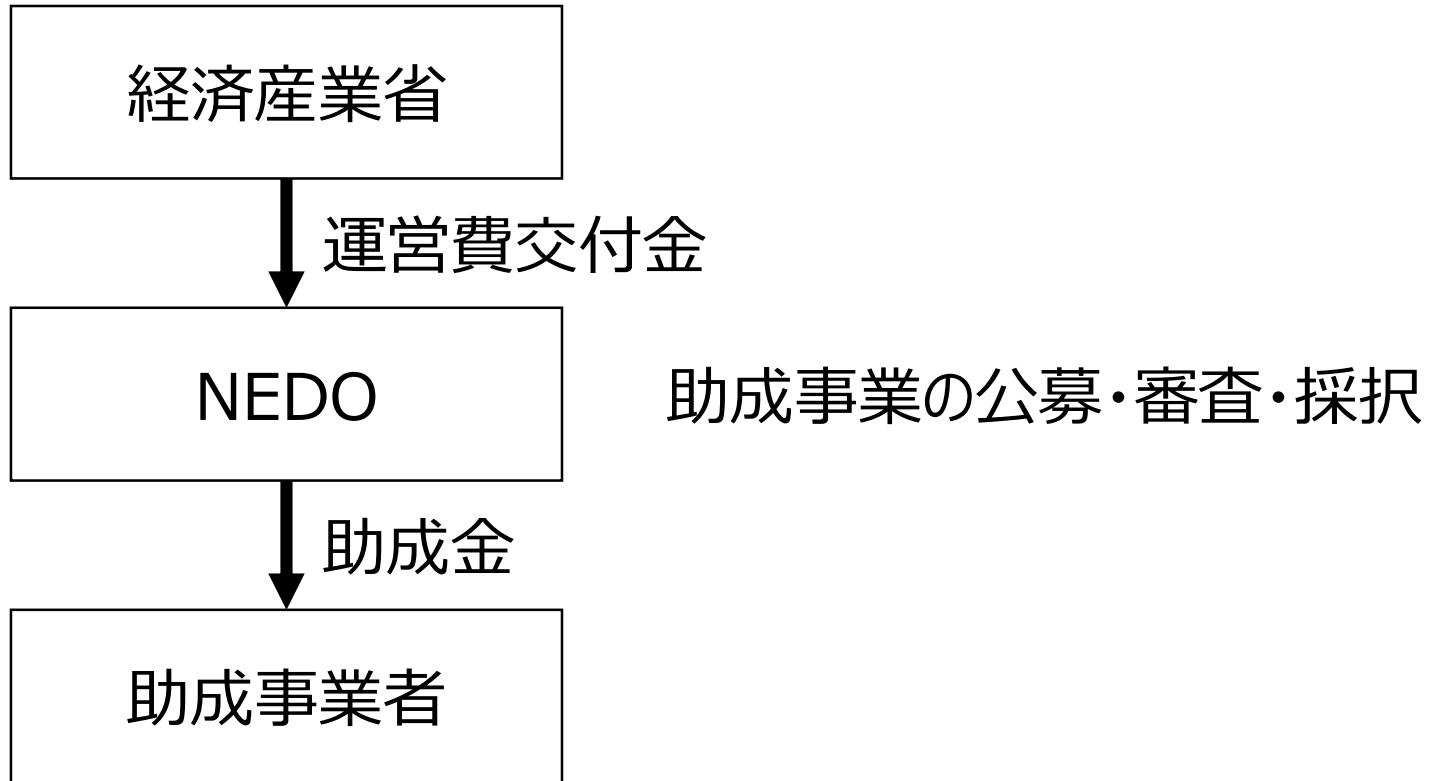 経済産業省
運営費交付金
NEDO
助成事業の公募・審査・採択
助成金
助成事業者